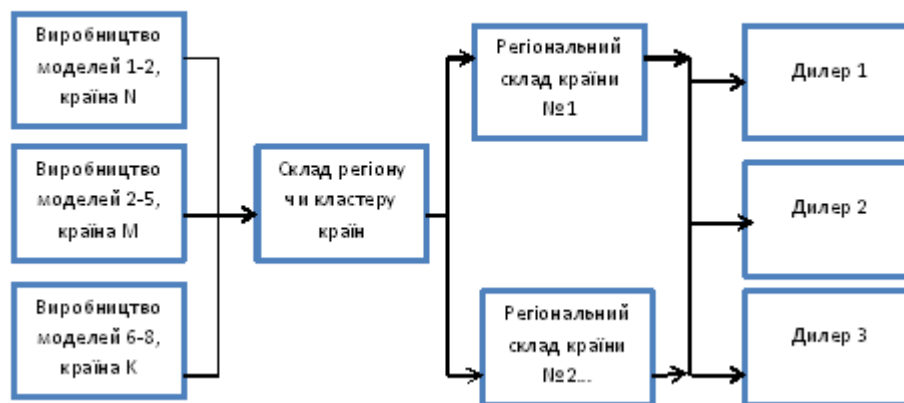 Виробництво
моделей 1-2,
країна N
Виробництво
моделей 2-5,
країна М
Виробництво
моделей 6-8,
країна К
Склад регіону
чи кластеру
країн
Регіональний
склад країни
№1
Регіональний
склад країни
№2...
Дилер 1
Дилер 2
Дилер 3